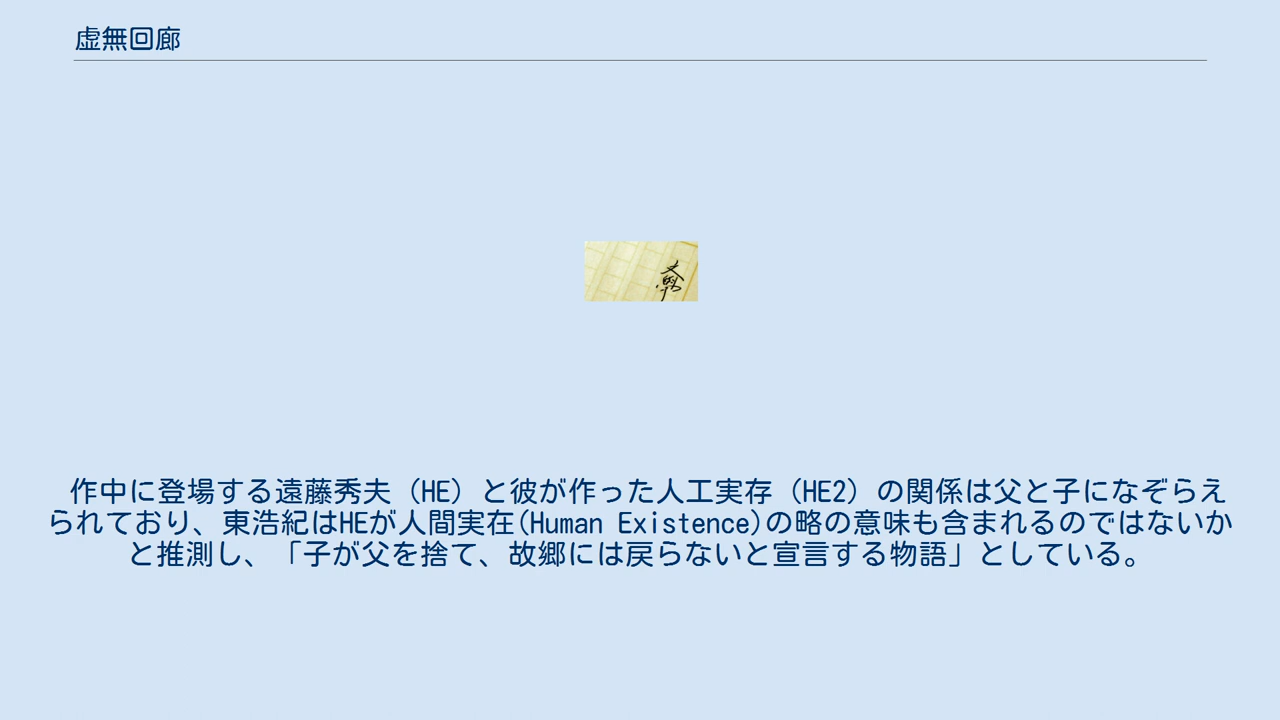 虚無回廊
作中に登場する遠藤秀夫（HE）と彼が作った人工実存（HE2）の関係は父と子になぞらえ
られており、東浩紀はHEが人間実在(Human Existence)の略の意味も含まれるのではないか
と推測し、「子が父を捨て、故郷には戻らないと宣言する物語」としている。